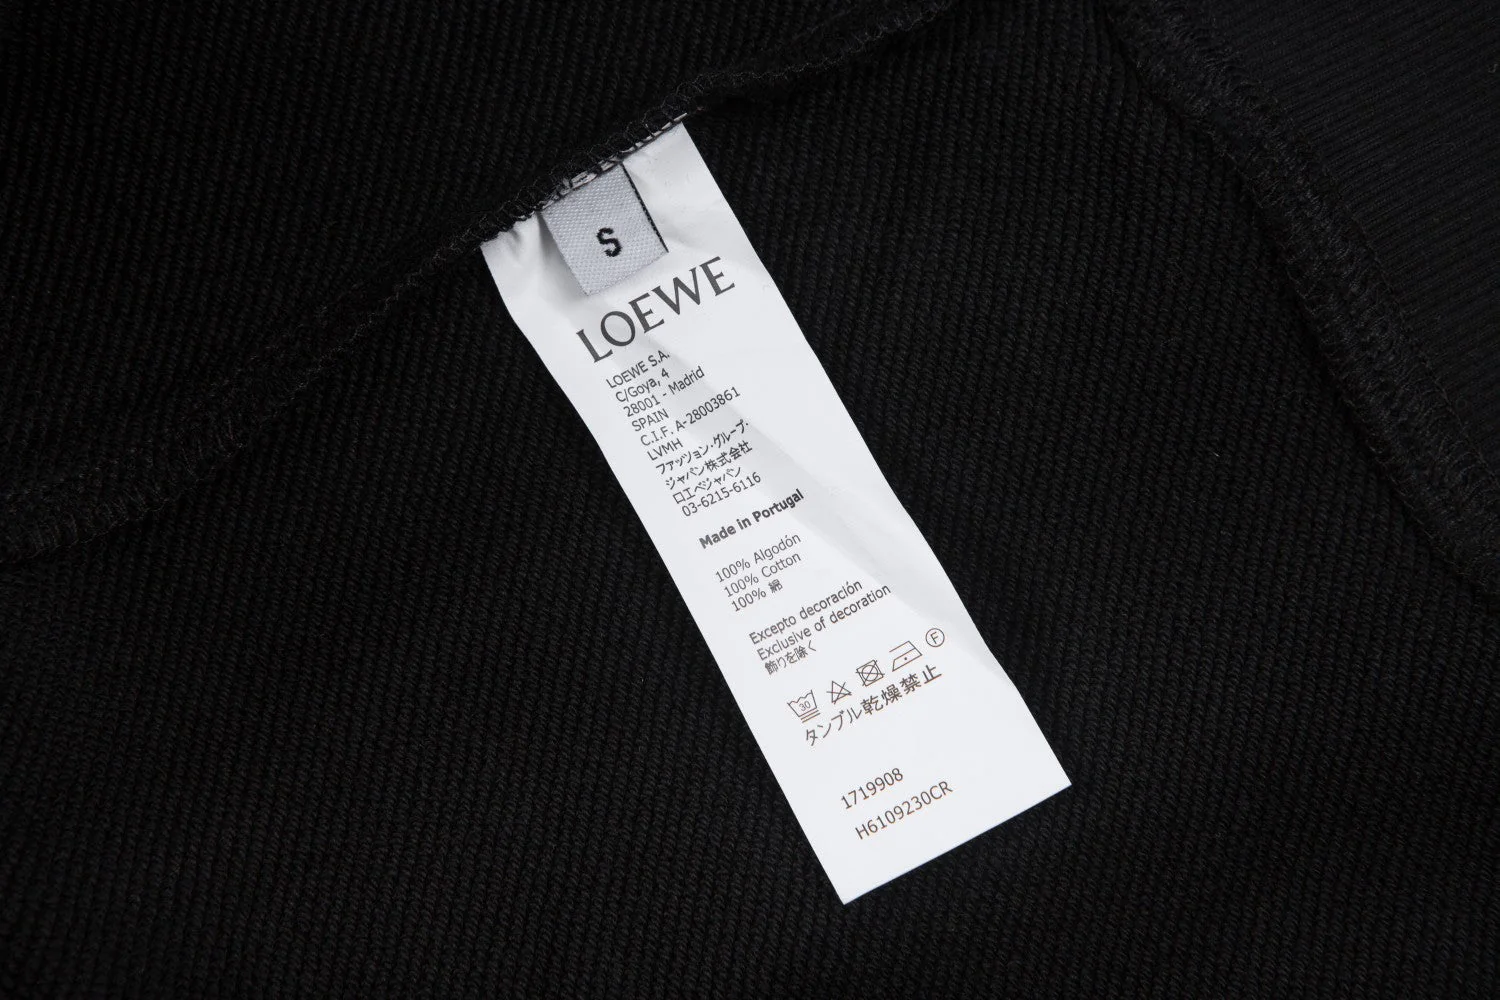 S
LOEWE
LOEWE S.A.
C/Goya, 4
28001 - Madrid
SPAIN
C.I.F. A-28003861
LVMH
ファッション・グループ・
ジャパン株式会社
ロエベジャパン
03-6215-6116
Made in Portugal
100% Algodón
100% Cotton
100% 綿
Excepto decoración
Exclusive of decoration
飾りを除く
30
F
タンブル乾燥禁止
1719908
H6109230CR